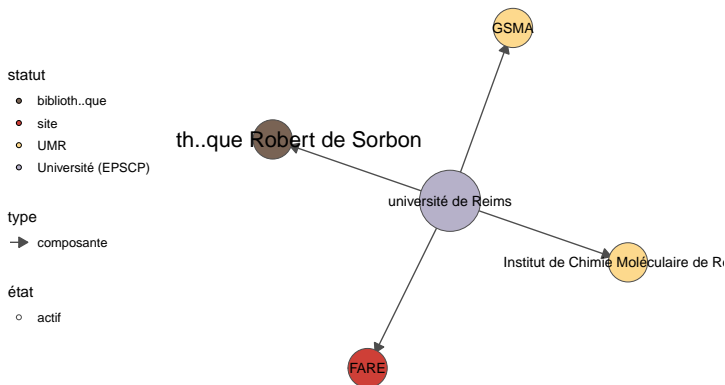 GSMA
statut
biblioth..que
site
UMR
Université (EPSCP)
th..que Robert de Sorbon
université de Reims
type
composante
Institut de Chimie Moléculaire de Re
état
actif
FARE